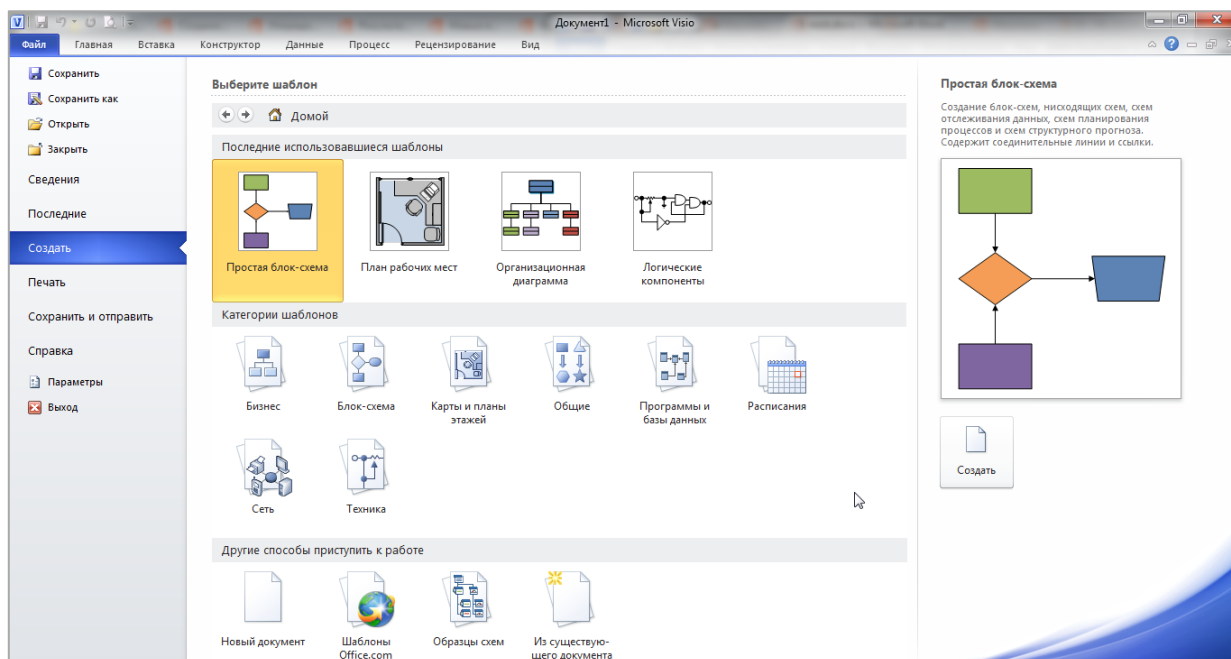 Документ1 - Microsoft Visio
Файл Главная Вставка Конструктор Данные Процесс Рецензирование Вид
Сохранить
Сохранить как
Открыть
Закрыть
Сведения
Последние
Создать
Печать
Сохранить и отправить
Справка
Параметры
Выход
Выберите шаблон
Домой
Последние использовавшиеся шаблоны
Простая блок-схема
План рабочих мест
Организационная
диаграмма
Логические
компоненты
Категории шаблонов
Бизнес
Блок-схема
Карты и планы
этажей
Общие
Программы и
базы данных
Расписания
Сеть
Техника
Другие способы приступить к работе
Новый документ
Шаблоны
Office.com
Образцы схем
Из существую-
щего документа
Простая блок-схема
Создание блок-схем, нисходящих схем, схем
отслеживания данных, схем планирования
процессов и схем структурного прогноза.
Содержит соединительные линии и ссылки.
Создать